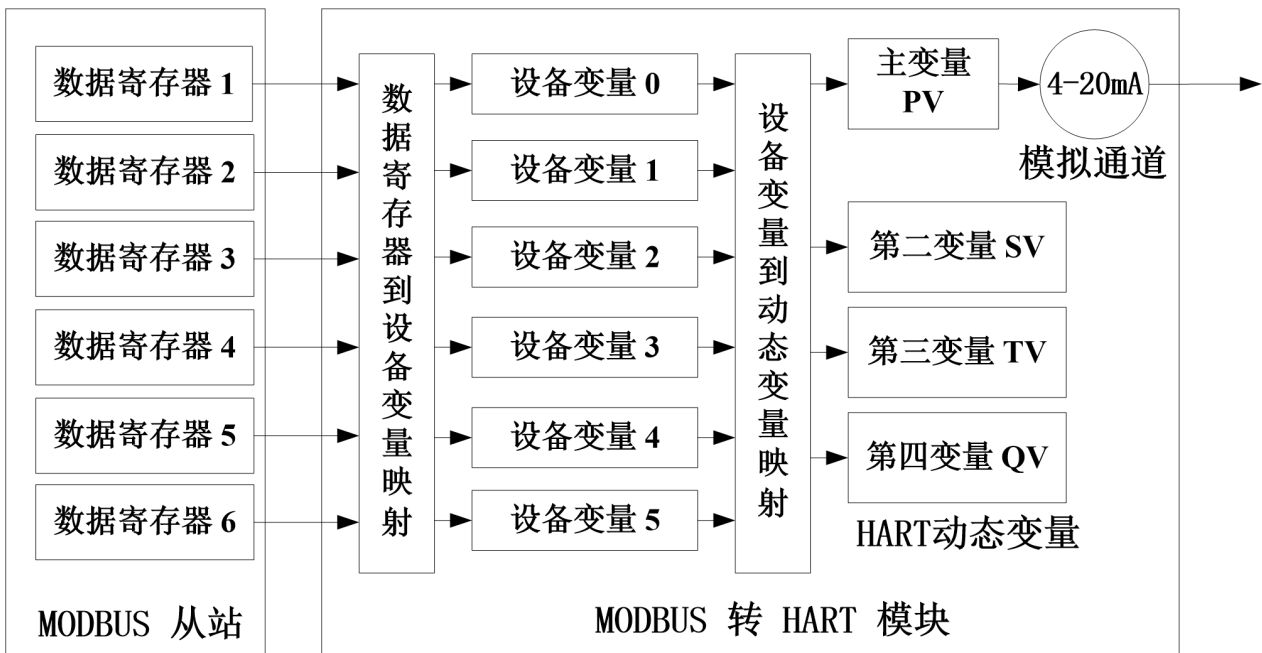 数据寄存器 1
数据寄存器 2
数据寄存器 3
数据寄存器 4
数据寄存器 5
数据寄存器 6
MODBUS 从站
数据寄存器到设备变量映射
设备变量 0
设备变量 1
设备变量 2
设备变量 3
设备变量 4
设备变量 5
设备变量到动态变量映射
主变量
PV
4-20mA
模拟通道
第二变量 SV
第三变量 TV
第四变量 QV
HART动态变量
MODBUS 转 HART 模块